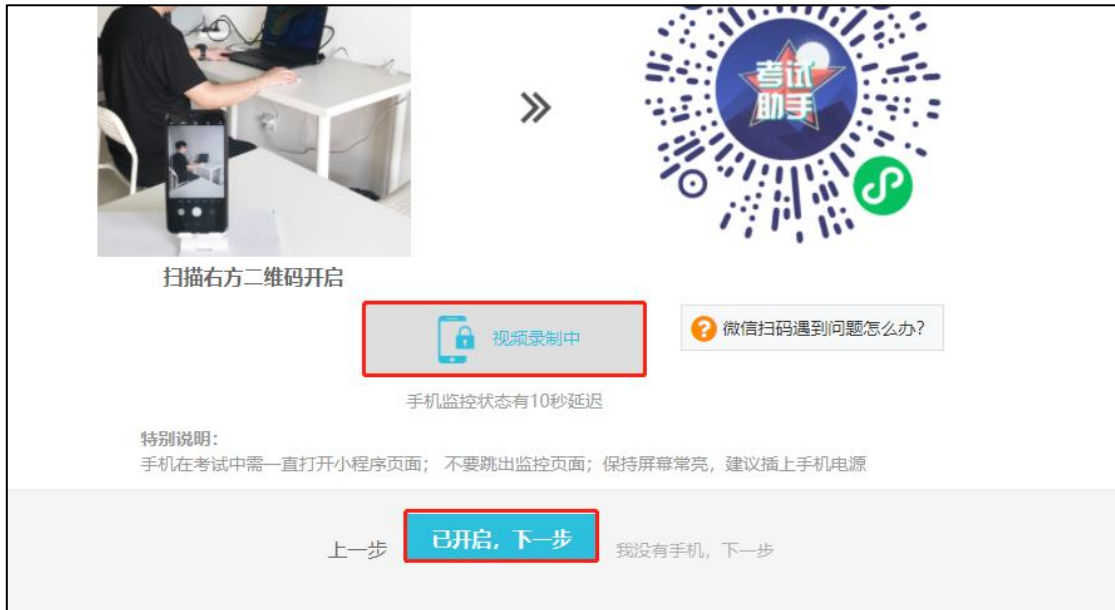 考试
助手
扫描右方二维码开启
视频录制中
微信扫码遇到问题怎么办?
手机监控状态有10秒延迟
特别说明:
手机在考试中需一直打开小程序页面; 不要跳出监控页面; 保持屏幕常亮, 建议插上手机电源
上一步
已开启, 下一步
我没有手机, 下一步